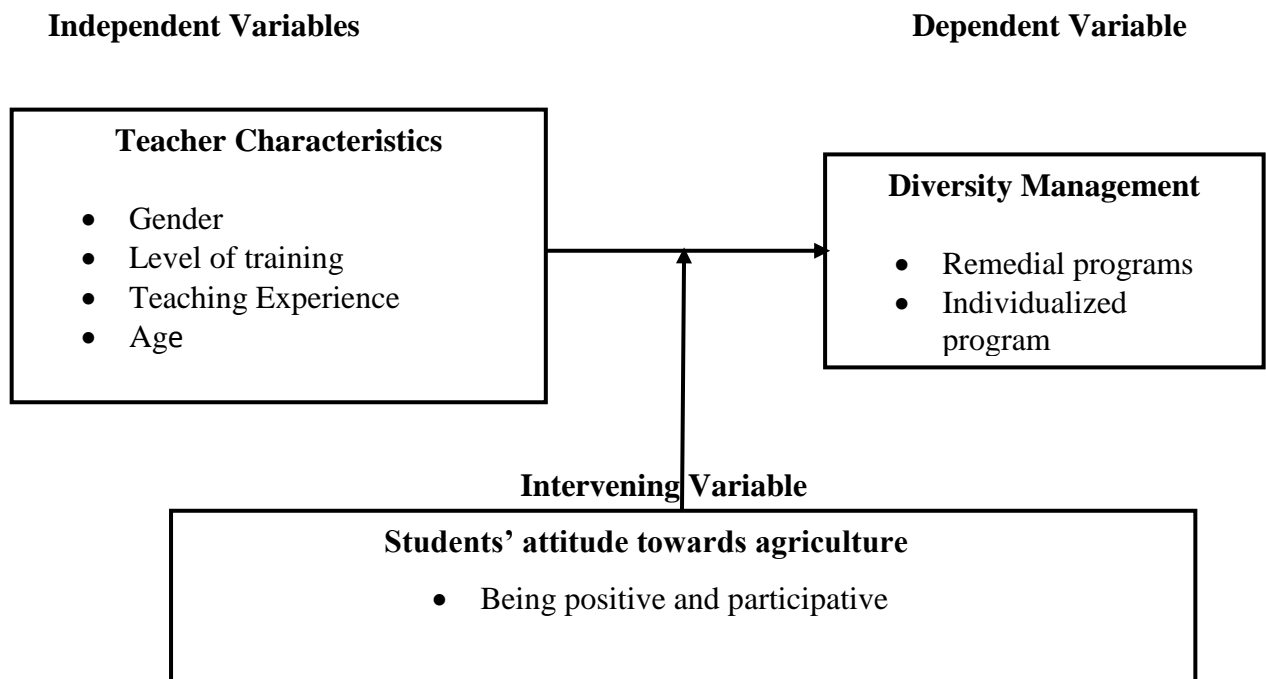 Independent Variables
Dependent Variable
Teacher Characteristics
• Gender
• Level of training
• Teaching Experience
• Age
Diversity Management
• Remedial programs
• Individualized
program
Intervening Variable
Students’ attitude towards agriculture
• Being positive and participative